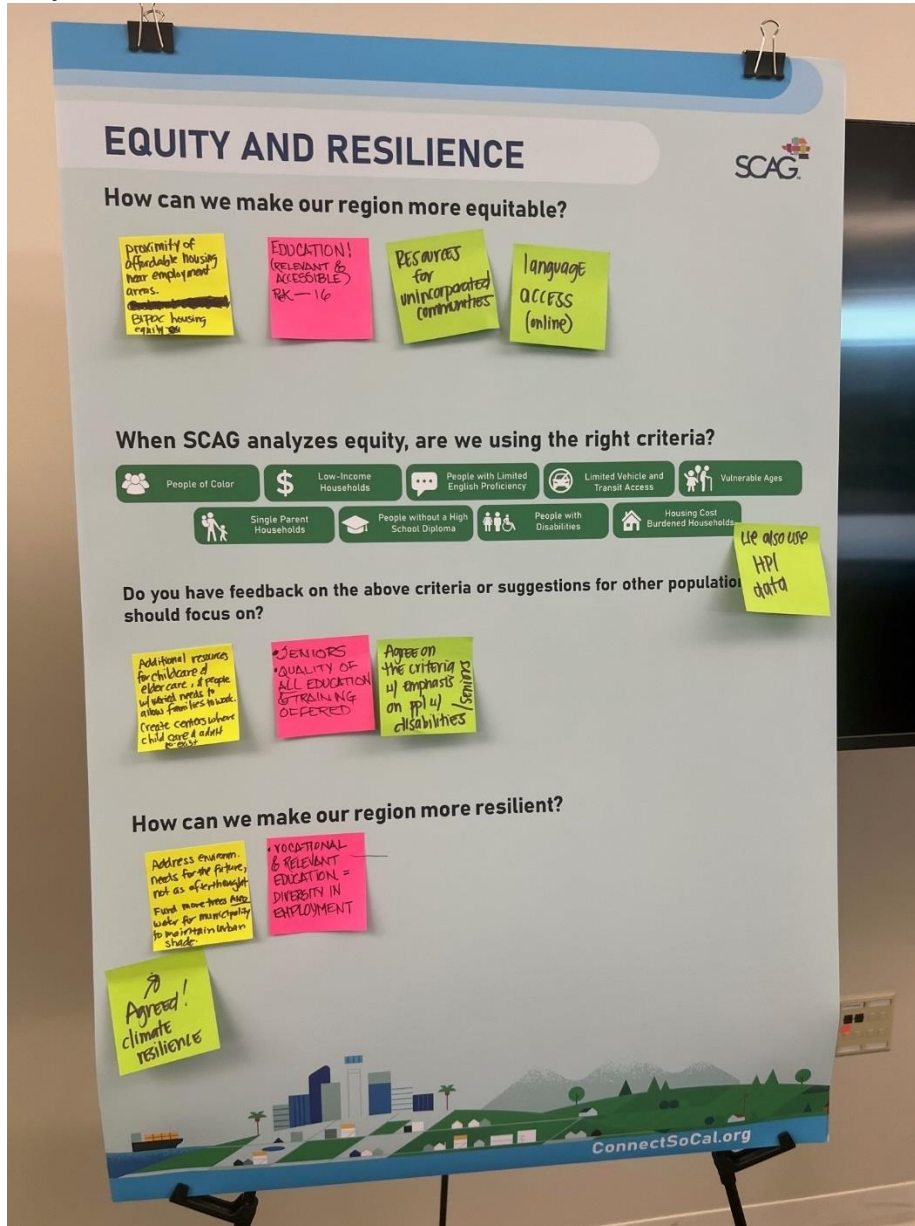 EQUITY AND RESILIENCE
SCAG
How can we make our region more equitable?
proximity of
affordable housing
near employment
areas.
BIPOC housing
equity
EDUCATION!
(RELEVANT &
ACCESSIBLE)
PK-16
RESOURCES
for
unincorporated
communities
language
access
(online)
When SCAG analyzes equity, are we using the right criteria?
People of Color
Low-Income
Households
People with Limited
English Proficiency
Limited Vehicle and
Transit Access
Vulnerable Ages
Single Parent
Households
People without a High
School Diploma
People with
Disabilities
Housing Cost
Burdened Households
We also use
HPI
data
Do you have feedback on the above criteria or suggestions for other population
should focus on?
Additional resources
for childcare &
elder care, & people
w/ varied needs to
allow families to work.
Create centers where
child care & adult
co-exist
• SENIORS
• QUALITY OF
ALL EDUCATION
& TRAINING
OFFERED
Agree on
the criteria
w/ emphasis
on ppl w/
disabilities
/seniors
How can we make our region more resilient?
Address environm.
needs for the future,
not as afterthought
Fund more trees AND
water for municipality
to maintain urban
shade.
• VOCATIONAL
& RELEVANT
EDUCATION =
DIVERSITY IN
EMPLOYMENT
Agreed!
climate
resilience
ConnectSoCal.org